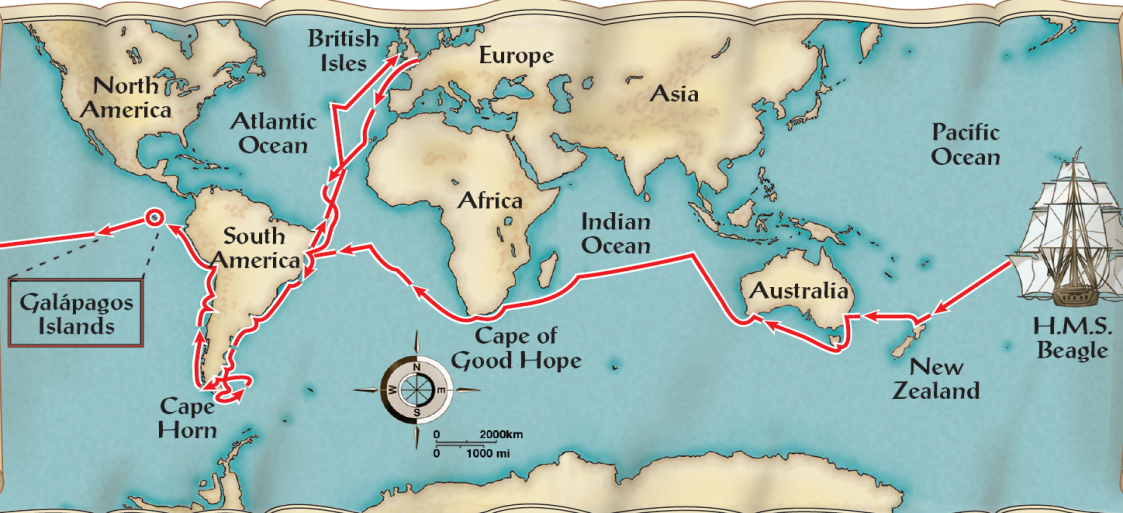 British
Isles
Europe
North
America
Asia
Atlantic
Ocean
Pacific
Ocean
Africa
Indian
Ocean
South
America
Galápagos
Islands
Australia
H.M.S.
Beagle
Cape of
Good Hope
New
Zealand
Cape
Horn
N
W
E
S
0 2000km
0 1000 mi